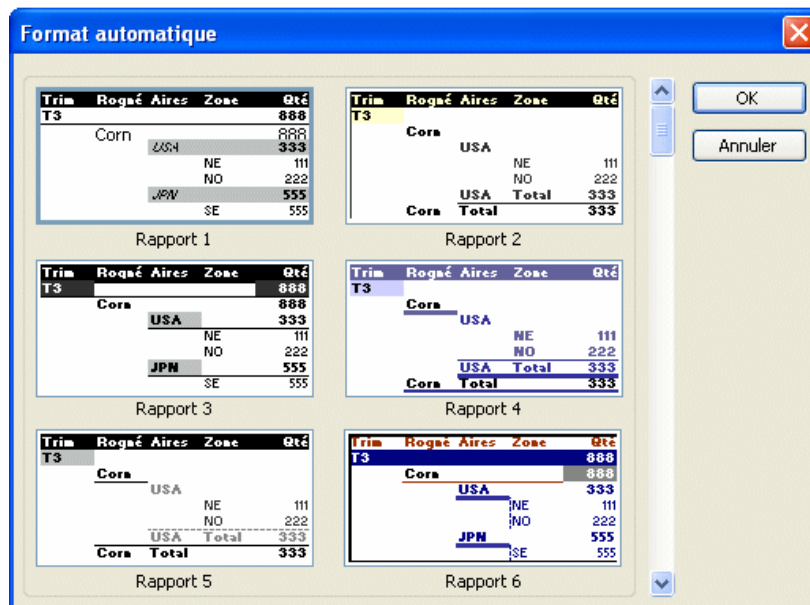 Format automatique
Trim Rogné Aires Zone Qté
T3 888
Corn 888
USA 333
NE 111
NO 222
JPN 555
SE 555
Rapport 1
Trim Rogné Aires Zone Qté
T3
Corn
USA
NE 111
NO 222
USA Total 333
Corn Total 333
Rapport 2
OK
Annuler
Trim Rogné Aires Zone Qté
T3 888
Corn 888
USA 333
NE 111
NO 222
JPN 555
SE 555
Rapport 3
Trim Rogné Aires Zone Qté
T3
Corn
USA
NE 111
NO 222
USA Total 333
Corn Total 333
Rapport 4
Trim Rogné Aires Zone Qté
T3
Corn
USA
NE 111
NO 222
USA Total 333
Corn Total 333
Rapport 5
Trim Rogné Aires Zone Qté
T3 888
Corn 888
USA 333
NE 111
NO 222
JPN 555
SE 555
Rapport 6